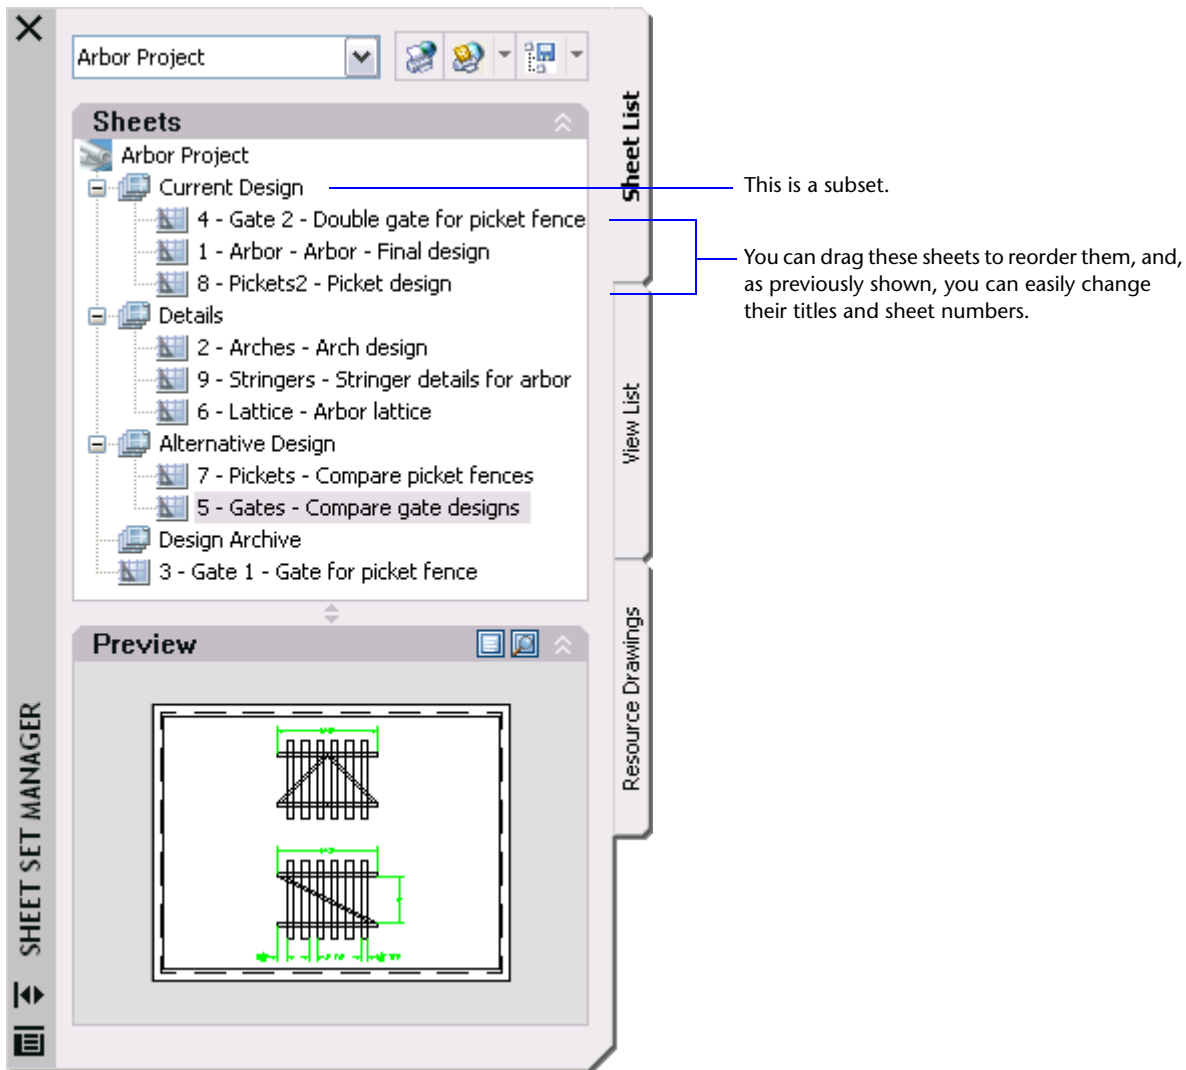 Arbor Project
Sheets
Arbor Project
Current Design
4 - Gate 2 - Double gate for picket fence
1 - Arbor - Arbor - Final design
8 - Pickets2 - Picket design
Details
2 - Arches - Arch design
9 - Stringers - Stringer details for arbor
6 - Lattice - Arbor lattice
Alternative Design
7 - Pickets - Compare picket fences
5 - Gates - Compare gate designs
Design Archive
3 - Gate 1 - Gate for picket fence
Preview
SHEET SET MANAGER
Sheet List
View List
Resource Drawings
This is a subset.
You can drag these sheets to reorder them, and,
as previously shown, you can easily change
their titles and sheet numbers.